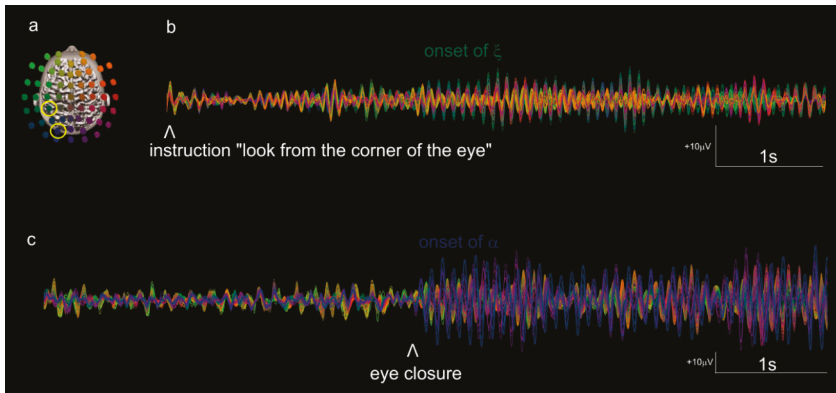 a
b
onset of ξ
instruction "look from the corner of the eye"
+10μV
1s
c
onset of α
eye closure
+10μV
1s